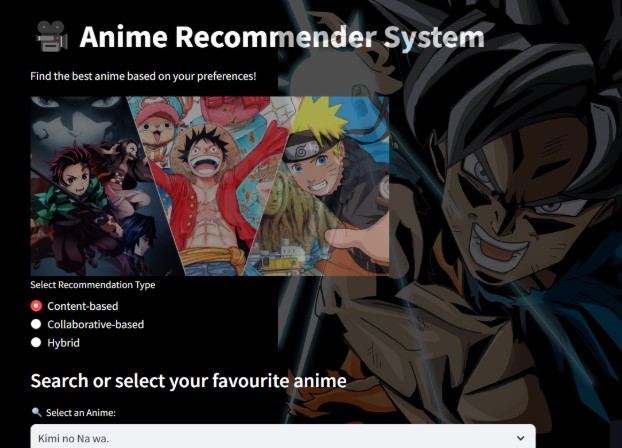 Anime Recommender System
Find the best anime based on your preferences!
Select Recommendation Type
Content-based
Collaborative-based
Hybrid
Search or select your favourite anime
Select an Anime:
Kimi no Na wa.